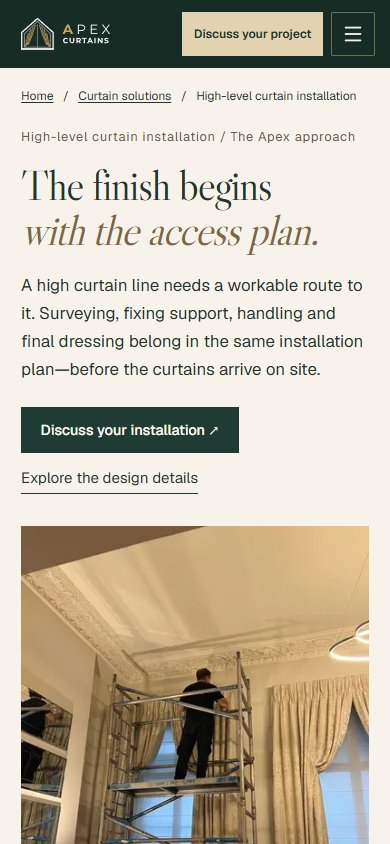 APEX
CURTAINS
Discuss your project
Home / Curtain solutions / High-level curtain installation
High-level curtain installation / The Apex approach
The finish begins
with the access plan.
A high curtain line needs a workable route to
it. Surveying, fixing support, handling and
final dressing belong in the same installation
plan—before the curtains arrive on site.
Discuss your installation ↗
Explore the design details